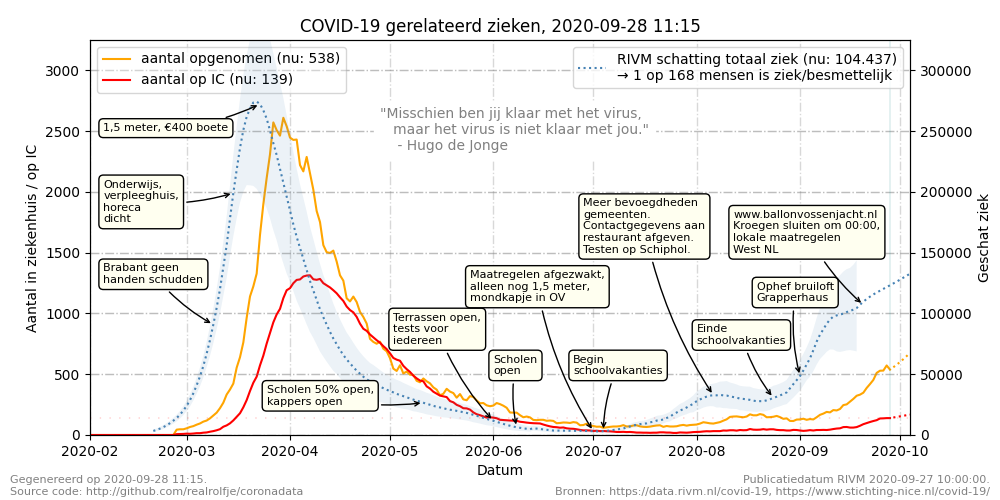 COVID-19 gerelateerd zieken, 2020-09-28 11:15
aantal opgenomen (nu: 538)
aantal op IC (nu: 139)
RIVM schatting totaal ziek (nu: 104.437)
→ 1 op 168 mensen is ziek/besmettelijk
"Misschien ben jij klaar met het virus,
maar het virus is niet klaar met jou."
- Hugo de Jonge
1,5 meter, €400 boete
Onderwijs,
verpleeghuis,
horeca
dicht
Brabant geen
handen schudden
Scholen 50% open,
kappers open
Terrassen open,
tests voor
iedereen
Maatregelen afgezwakt,
alleen nog 1,5 meter,
mondkapje in OV
Scholen
open
Begin
schoolvakanties
Meer bevoegdheden
gemeenten.
Contactgegevens aan
restaurant afgeven.
Testen op Schiphol.
Einde
schoolvakanties
www.ballonvossenjacht.nl
Kroegen sluiten om 00:00,
lokale maatregelen
West NL
Ophef bruiloft
Grapperhaus
Aantal in ziekenhuis / op IC
3000
2500
2000
1500
1000
500
0
Geschat ziek
300000
250000
200000
150000
100000
50000
0
2020-02
2020-03
2020-04
2020-05
2020-06
2020-07
2020-08
2020-09
2020-10
Datum
Gegenereerd op 2020-09-28 11:15.
Source code: http://github.com/realrolfje/coronadata
Publicatiedatum RIVM 2020-09-27 10:00:00.
Bronnen: https://data.rivm.nl/covid-19, https://www.stichting-nice.nl/covid-19/